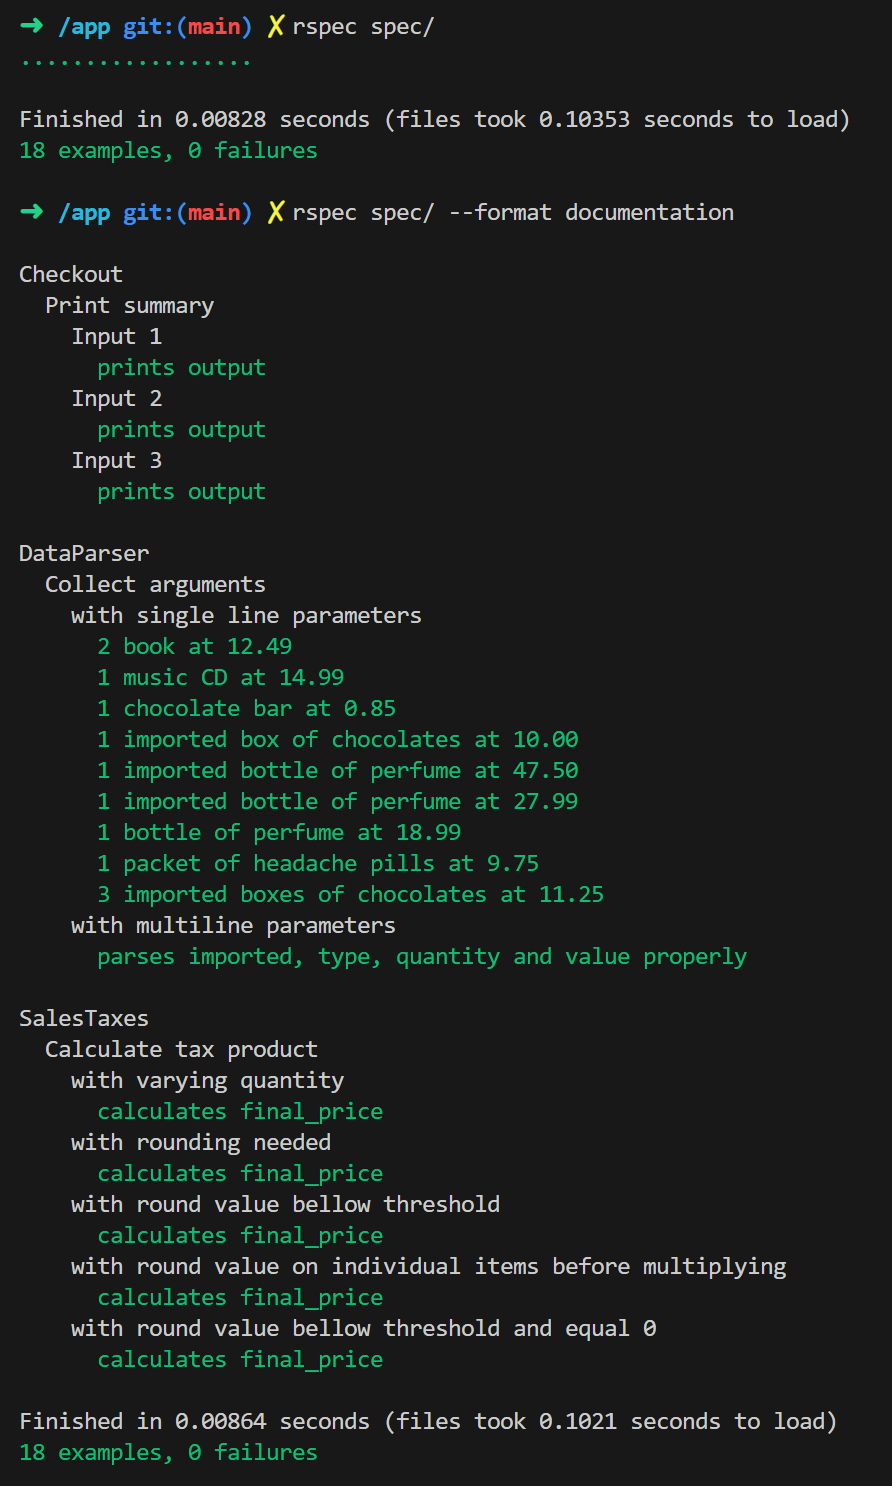 ➜ /app git:(main) ✗ rspec spec/
..................
Finished in 0.00828 seconds (files took 0.10353 seconds to load)
18 examples, 0 failures
➜ /app git:(main) ✗ rspec spec/ --format documentation
Checkout
Print summary
Input 1
prints output
Input 2
prints output
Input 3
prints output
DataParser
Collect arguments
with single line parameters
2 book at 12.49
1 music CD at 14.99
1 chocolate bar at 0.85
1 imported box of chocolates at 10.00
1 imported bottle of perfume at 47.50
1 imported bottle of perfume at 27.99
1 bottle of perfume at 18.99
1 packet of headache pills at 9.75
3 imported boxes of chocolates at 11.25
with multiline parameters
parses imported, type, quantity and value properly
SalesTaxes
Calculate tax product
with varying quantity
calculates final_price
with rounding needed
calculates final_price
with round value bellow threshold
calculates final_price
with round value on individual items before multiplying
calculates final_price
with round value bellow threshold and equal 0
calculates final_price
Finished in 0.00864 seconds (files took 0.1021 seconds to load)
18 examples, 0 failures